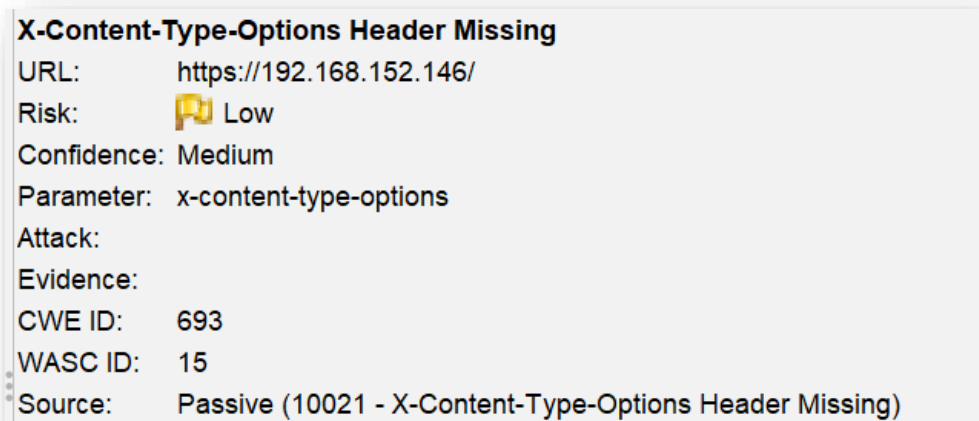 X-Content-Type-Options Header Missing
URL: https://192.168.152.146/
Risk: Low
Confidence: Medium
Parameter: x-content-type-options
Attack:
Evidence:
CWE ID: 693
WASC ID: 15
Source: Passive (10021 - X-Content-Type-Options Header Missing)